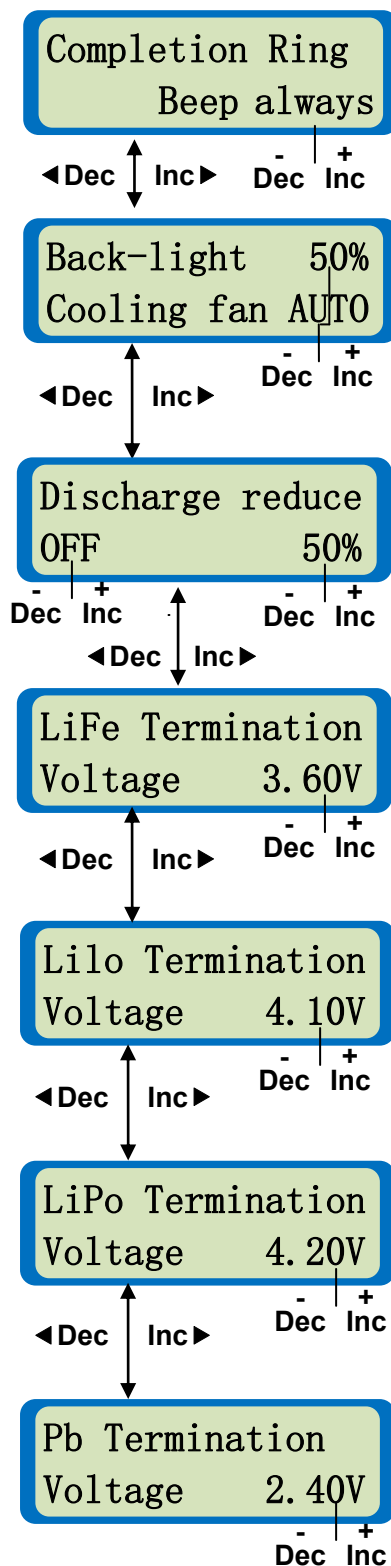 Completion Ring
Beep always
- +
◄Dec Inc► Dec Inc
Back-light 50%
Cooling fan AUTO
- +
Dec Inc
◄Dec Inc►
Discharge reduce
OFF 50%
- + - +
Dec Inc Dec Inc
◄Dec Inc►
LiFe Termination
Voltage 3.60V
- +
◄Dec Inc► Dec Inc
Lilo Termination
Voltage 4.10V
- +
Dec Inc
◄Dec Inc►
LiPo Termination
Voltage 4.20V
- +
Dec Inc
◄Dec Inc►
Pb Termination
Voltage 2.40V
- +
Dec Inc